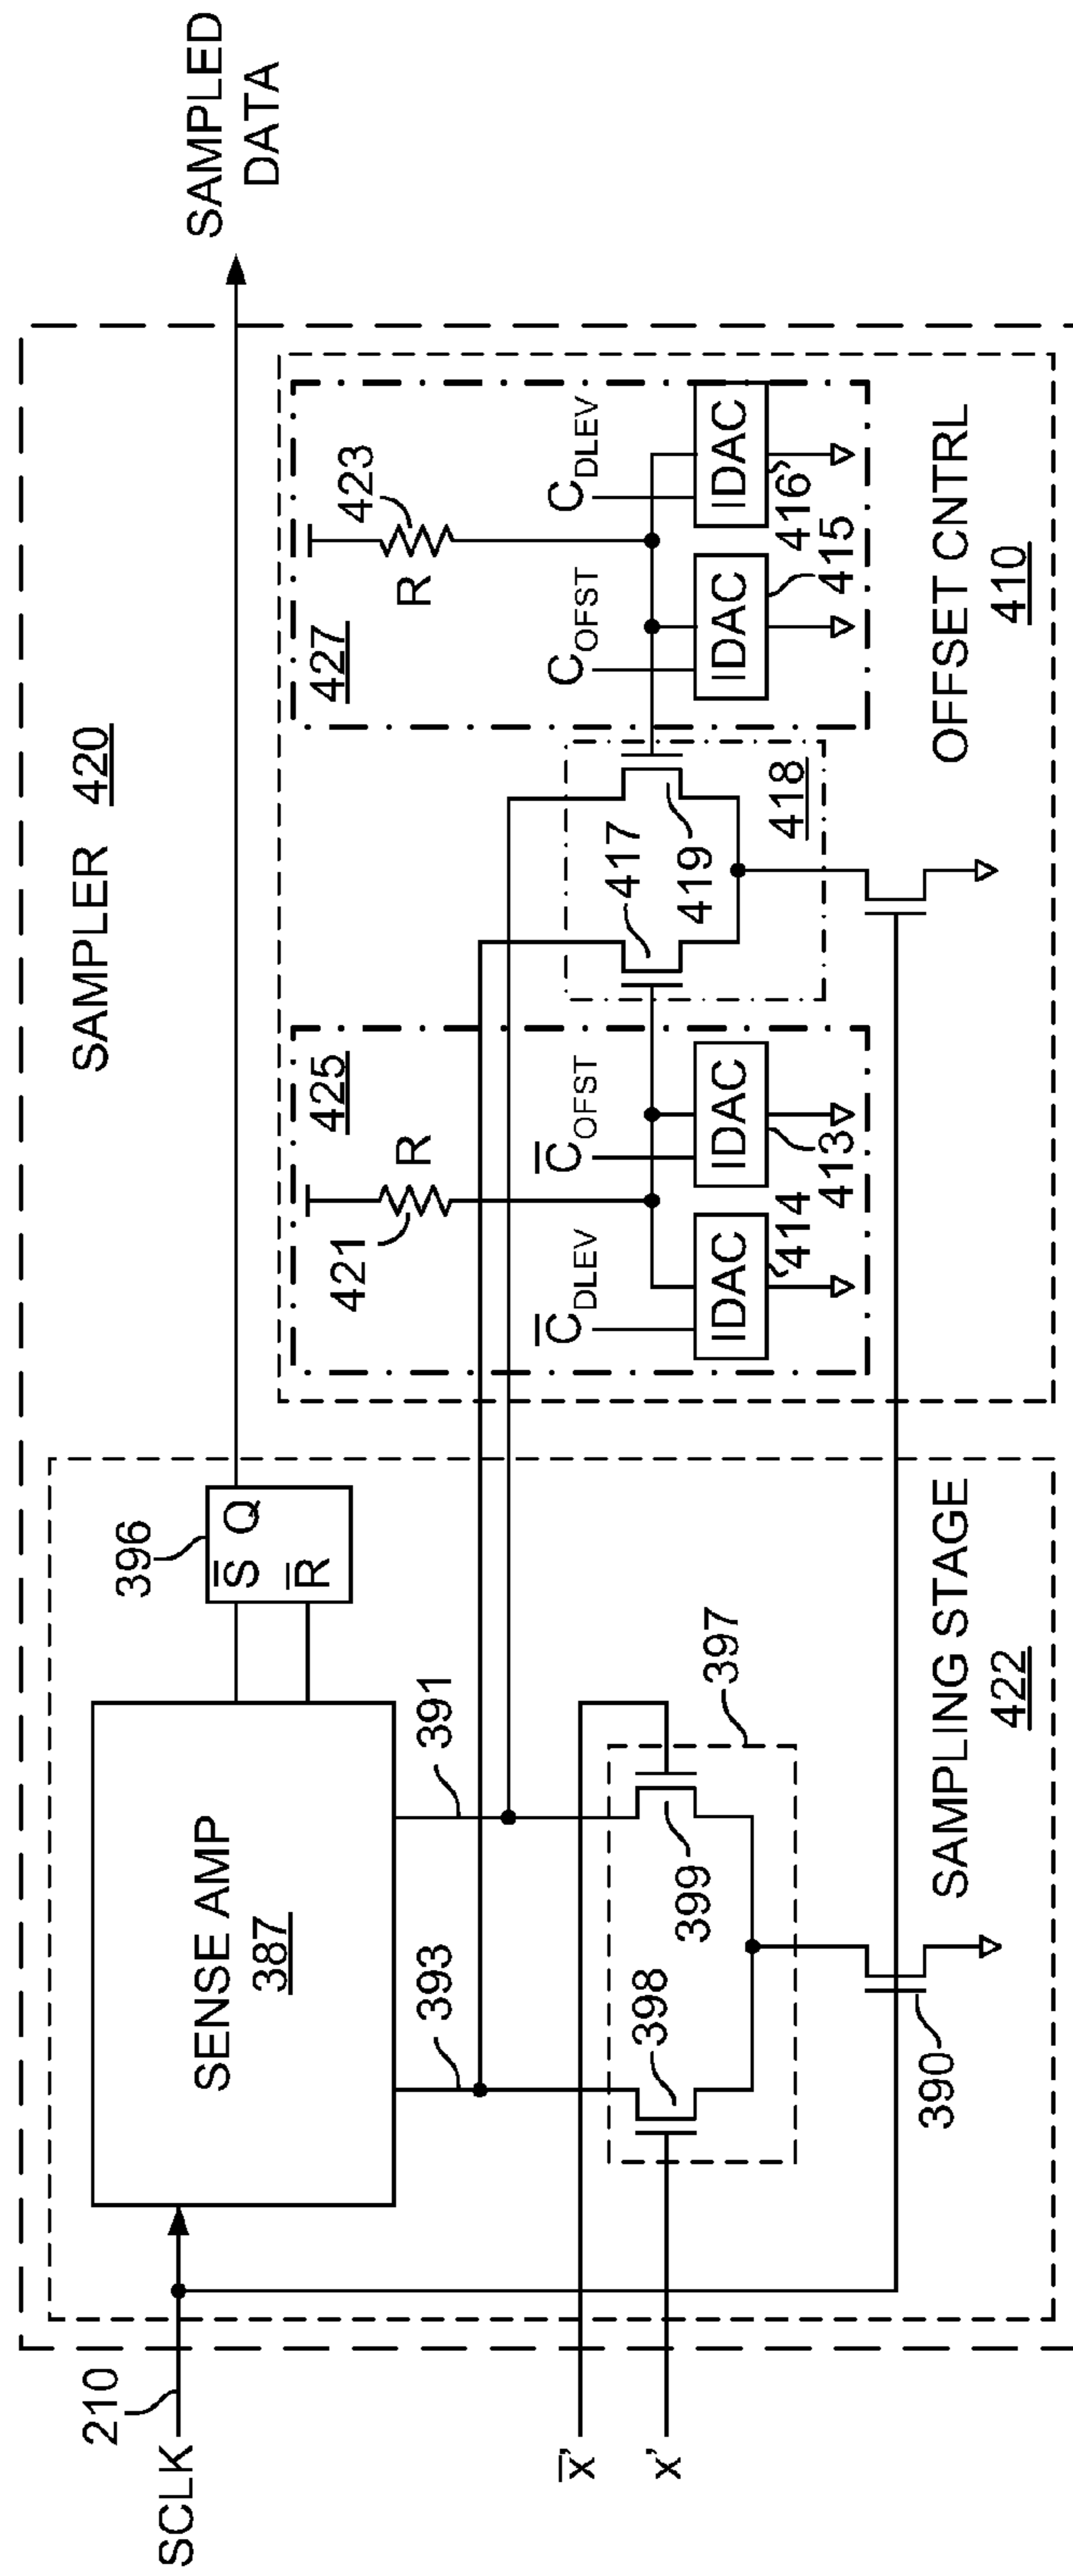 SAMPLER 420
SCLK
210
SENSE AMP
387
396
S̅ Q
R̅
SAMPLED
DATA
393
391
397
398
399
390
x̅'
x'
SAMPLING STAGE
422
425
421
R
C̅DLEV
C̅OFST
IDAC
414
IDAC
413
417
419
418
427
423
R
COFST
CDLEV
IDAC
415
IDAC
416
OFFSET CNTRL
410